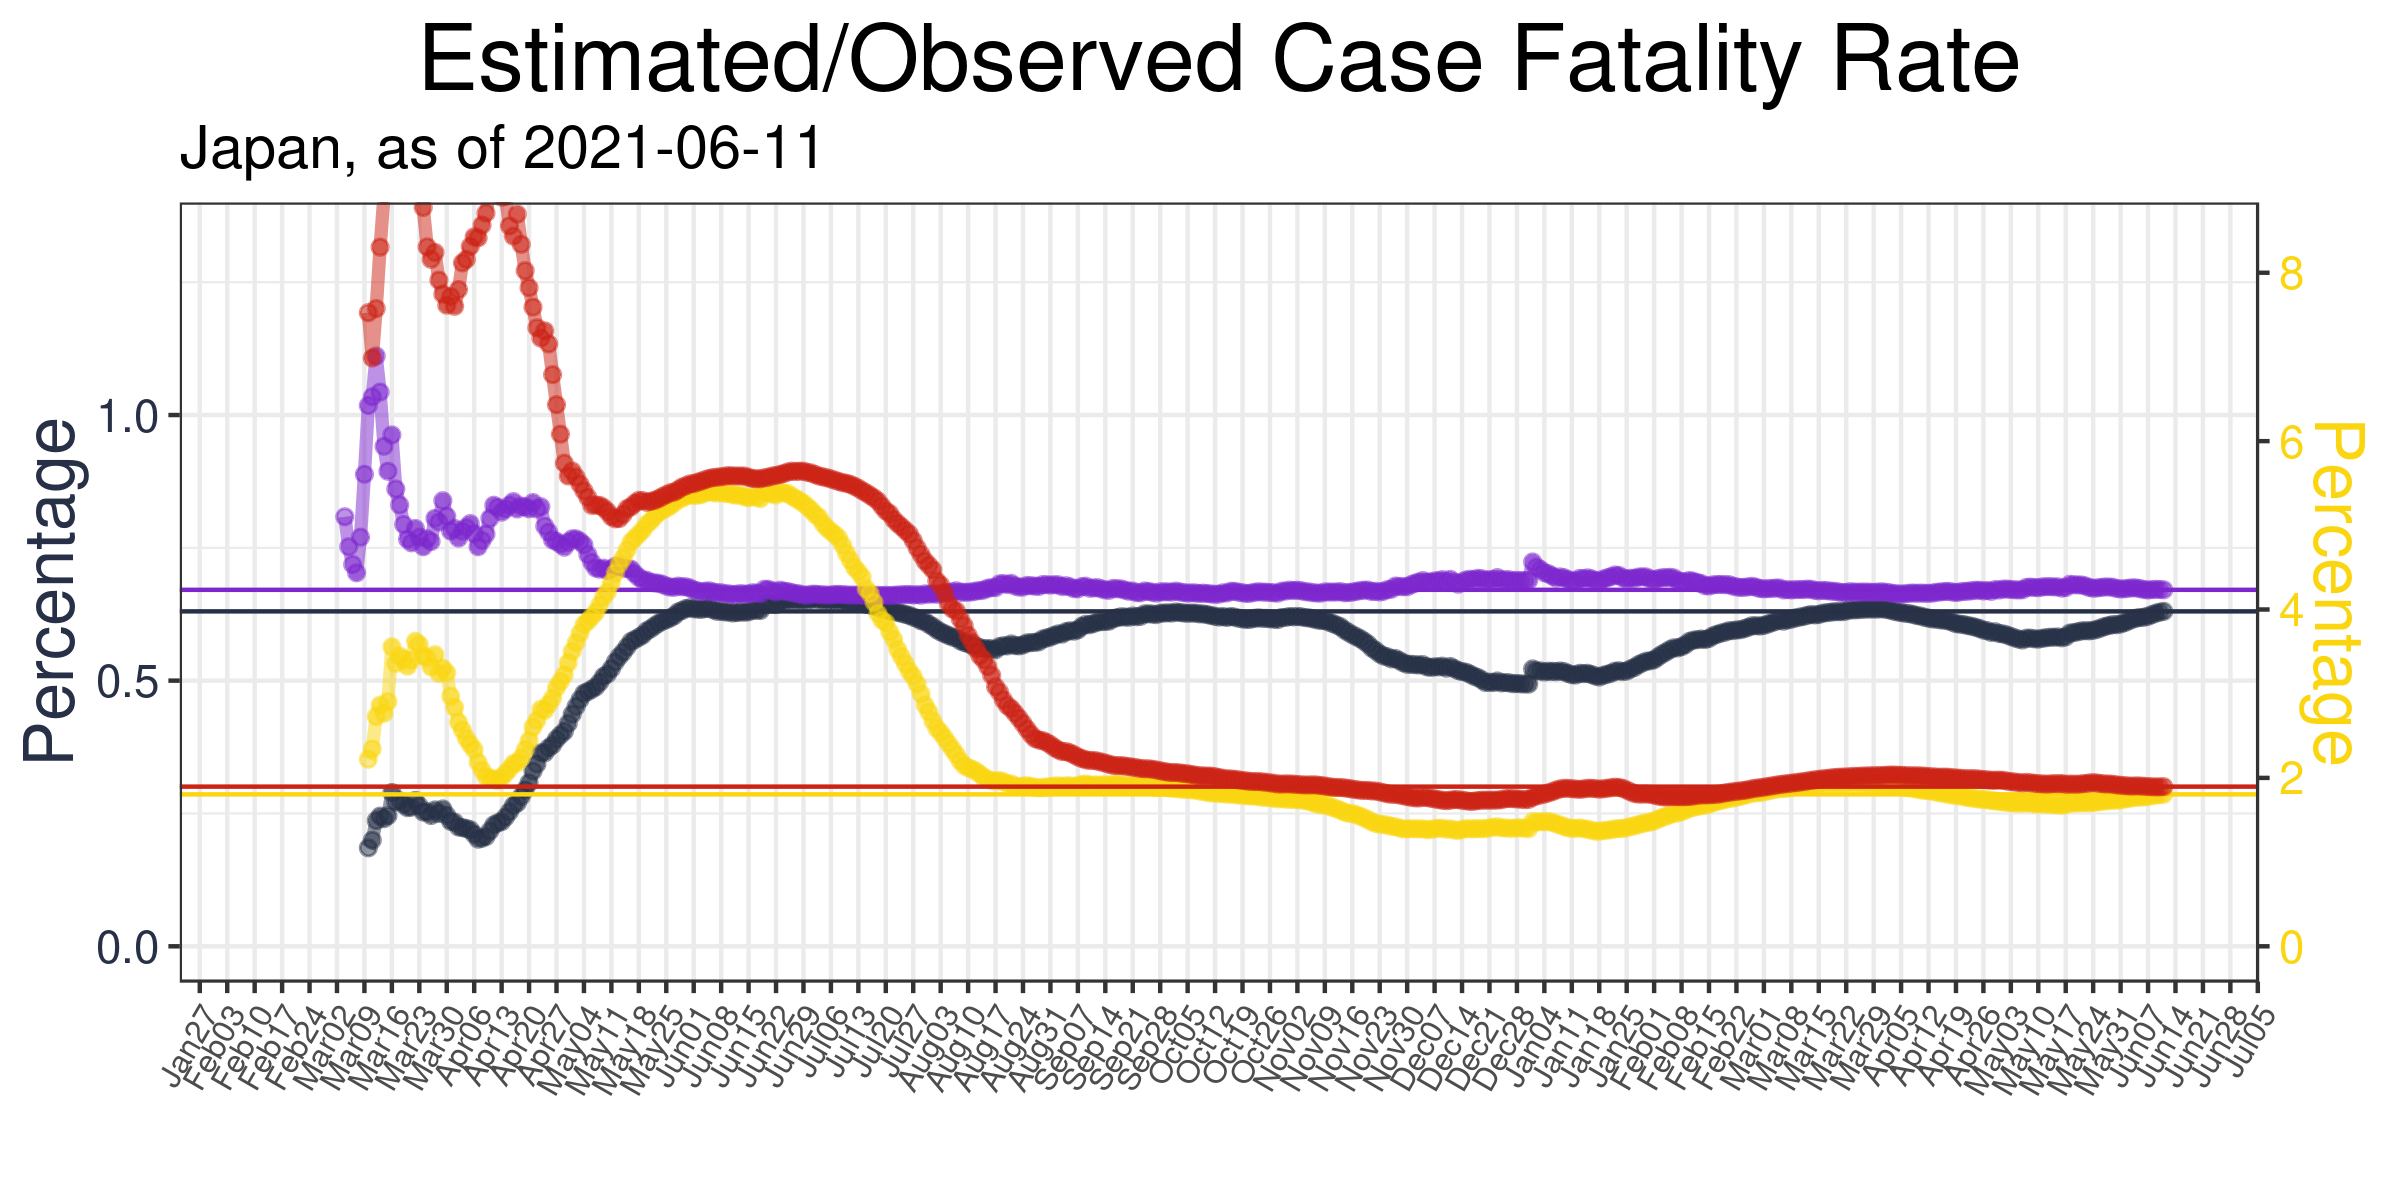 Estimated/Observed Case Fatality Rate
Japan, as of 2021-06-11
Percentage
1.0
0.5
0.0
8
6
4
2
0
Percentage
Jan27
Feb03
Feb10
Feb17
Feb24
Mar02
Mar09
Mar16
Mar23
Mar30
Apr06
Apr13
Apr20
Apr27
May04
May11
May18
May25
Jun01
Jun08
Jun15
Jun22
Jun29
Jul06
Jul13
Jul20
Jul27
Aug03
Aug10
Aug17
Aug24
Aug31
Sep07
Sep14
Sep21
Sep28
Oct05
Oct12
Oct19
Oct26
Nov02
Nov09
Nov16
Nov23
Nov30
Dec07
Dec14
Dec21
Dec28
Jan04
Jan11
Jan18
Jan25
Feb01
Feb08
Feb15
Feb22
Mar01
Mar08
Mar15
Mar22
Mar29
Apr05
Apr12
Apr19
Apr26
May03
May10
May17
May24
May31
Jun07
Jun14
Jun21
Jun28
Jul05